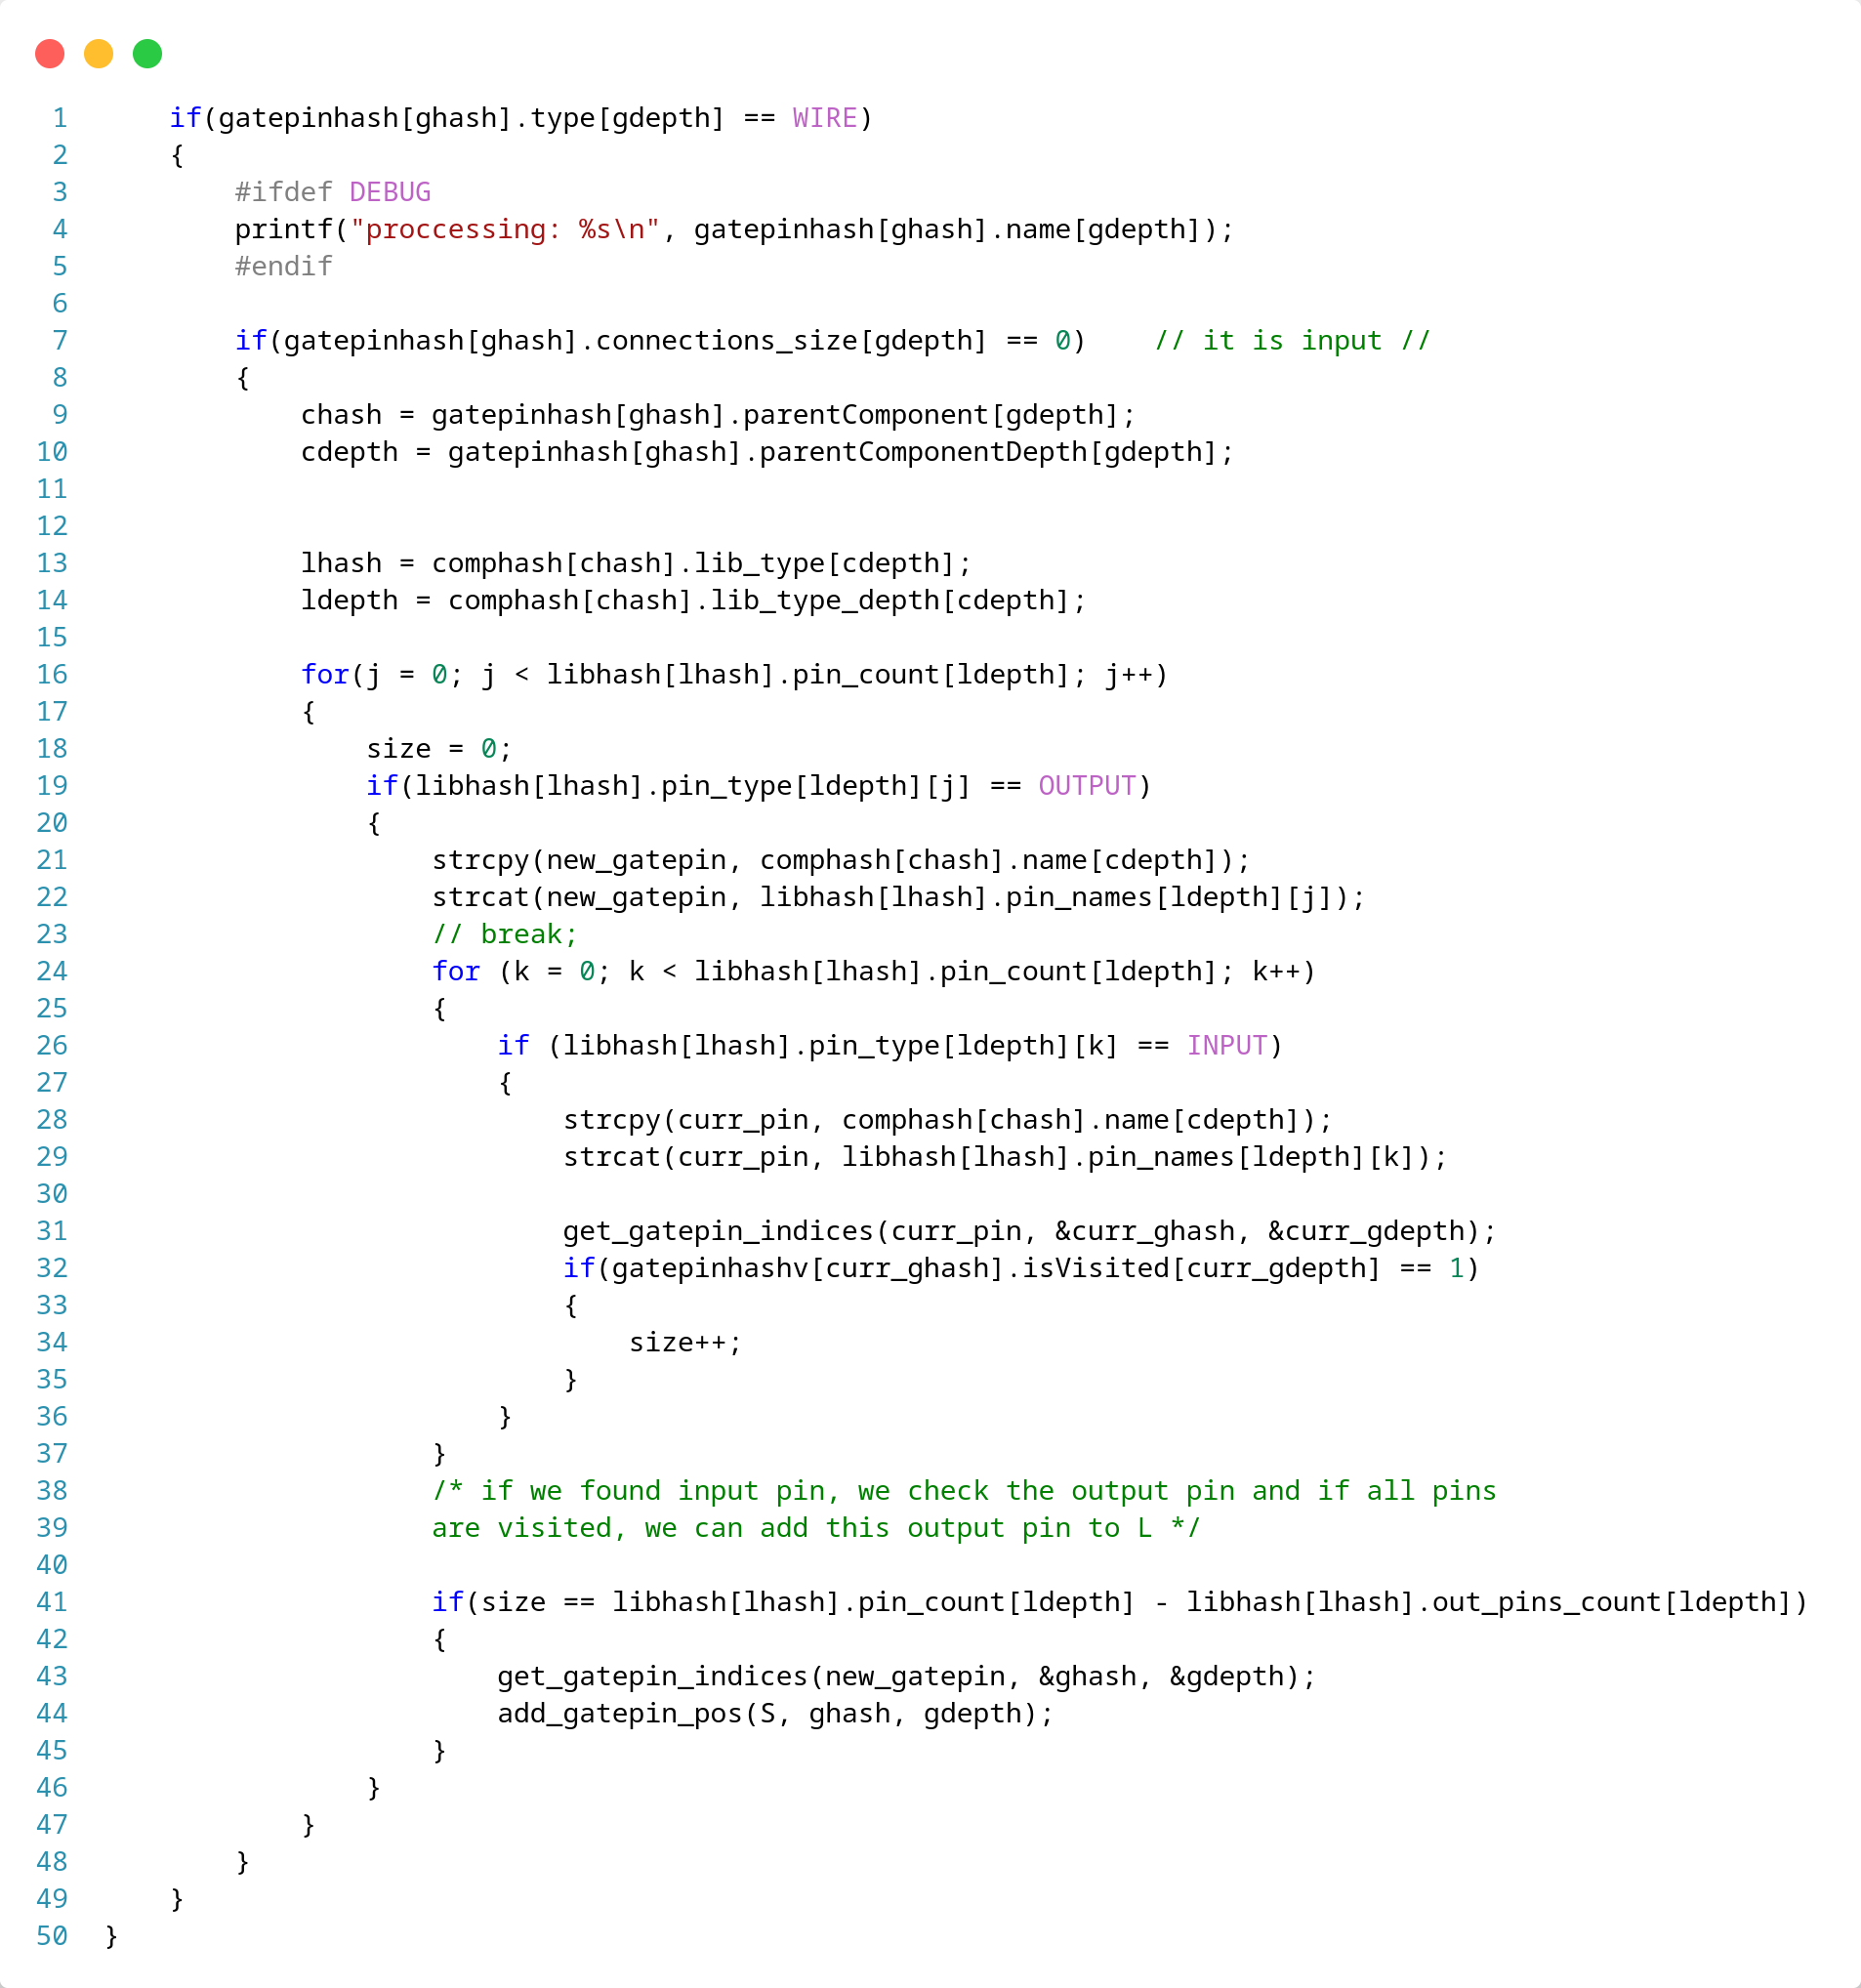 1 if(gatepinhash[ghash].type[gdepth] == WIRE)
2 {
3 #ifdef DEBUG
4 printf("proccessing: %s\n", gatepinhash[ghash].name[gdepth]);
5 #endif
6
7 if(gatepinhash[ghash].connections_size[gdepth] == 0) // it is input //
8 {
9 chash = gatepinhash[ghash].parentComponent[gdepth];
10 cdepth = gatepinhash[ghash].parentComponentDepth[gdepth];
11
12
13 lhash = comphash[chash].lib_type[cdepth];
14 ldepth = comphash[chash].lib_type_depth[cdepth];
15
16 for(j = 0; j < libhash[lhash].pin_count[ldepth]; j++)
17 {
18 size = 0;
19 if(libhash[lhash].pin_type[ldepth][j] == OUTPUT)
20 {
21 strcpy(new_gatepin, comphash[chash].name[cdepth]);
22 strcat(new_gatepin, libhash[lhash].pin_names[ldepth][j]);
23 // break;
24 for (k = 0; k < libhash[lhash].pin_count[ldepth]; k++)
25 {
26 if (libhash[lhash].pin_type[ldepth][k] == INPUT)
27 {
28 strcpy(curr_pin, comphash[chash].name[cdepth]);
29 strcat(curr_pin, libhash[lhash].pin_names[ldepth][k]);
30
31 get_gatepin_indices(curr_pin, &curr_ghash, &curr_gdepth);
32 if(gatepinhashv[curr_ghash].isVisited[curr_gdepth] == 1)
33 {
34 size++;
35 }
36 }
37 }
38 /* if we found input pin, we check the output pin and if all pins
39 are visited, we can add this output pin to L */
40
41 if(size == libhash[lhash].pin_count[ldepth] - libhash[lhash].out_pins_count[ldepth])
42 {
43 get_gatepin_indices(new_gatepin, &ghash, &gdepth);
44 add_gatepin_pos(S, ghash, gdepth);
45 }
46 }
47 }
48 }
49 }
50 }